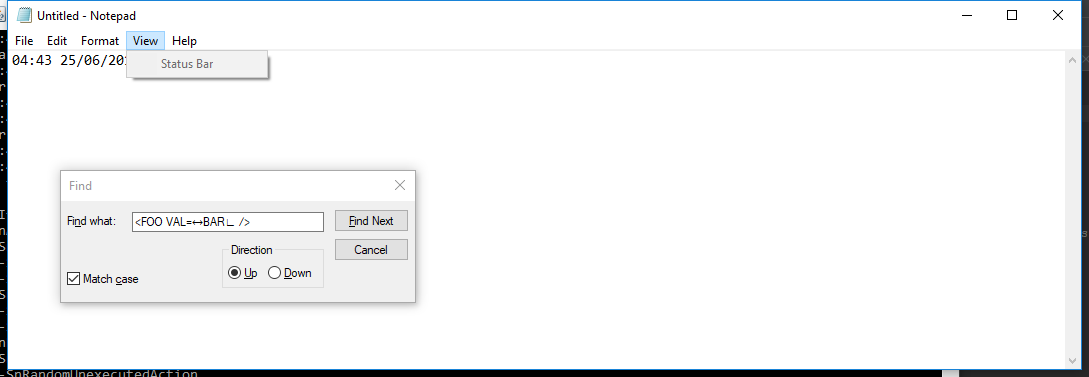 Untitled - Notepad
File Edit Format View Help
04:43 25/06/20
Status Bar
Find
Find what: <FOO VAL=↔BAR∟ /> Find Next
Direction Cancel
Match case Up Down
-SnRandomUnexecutedAction